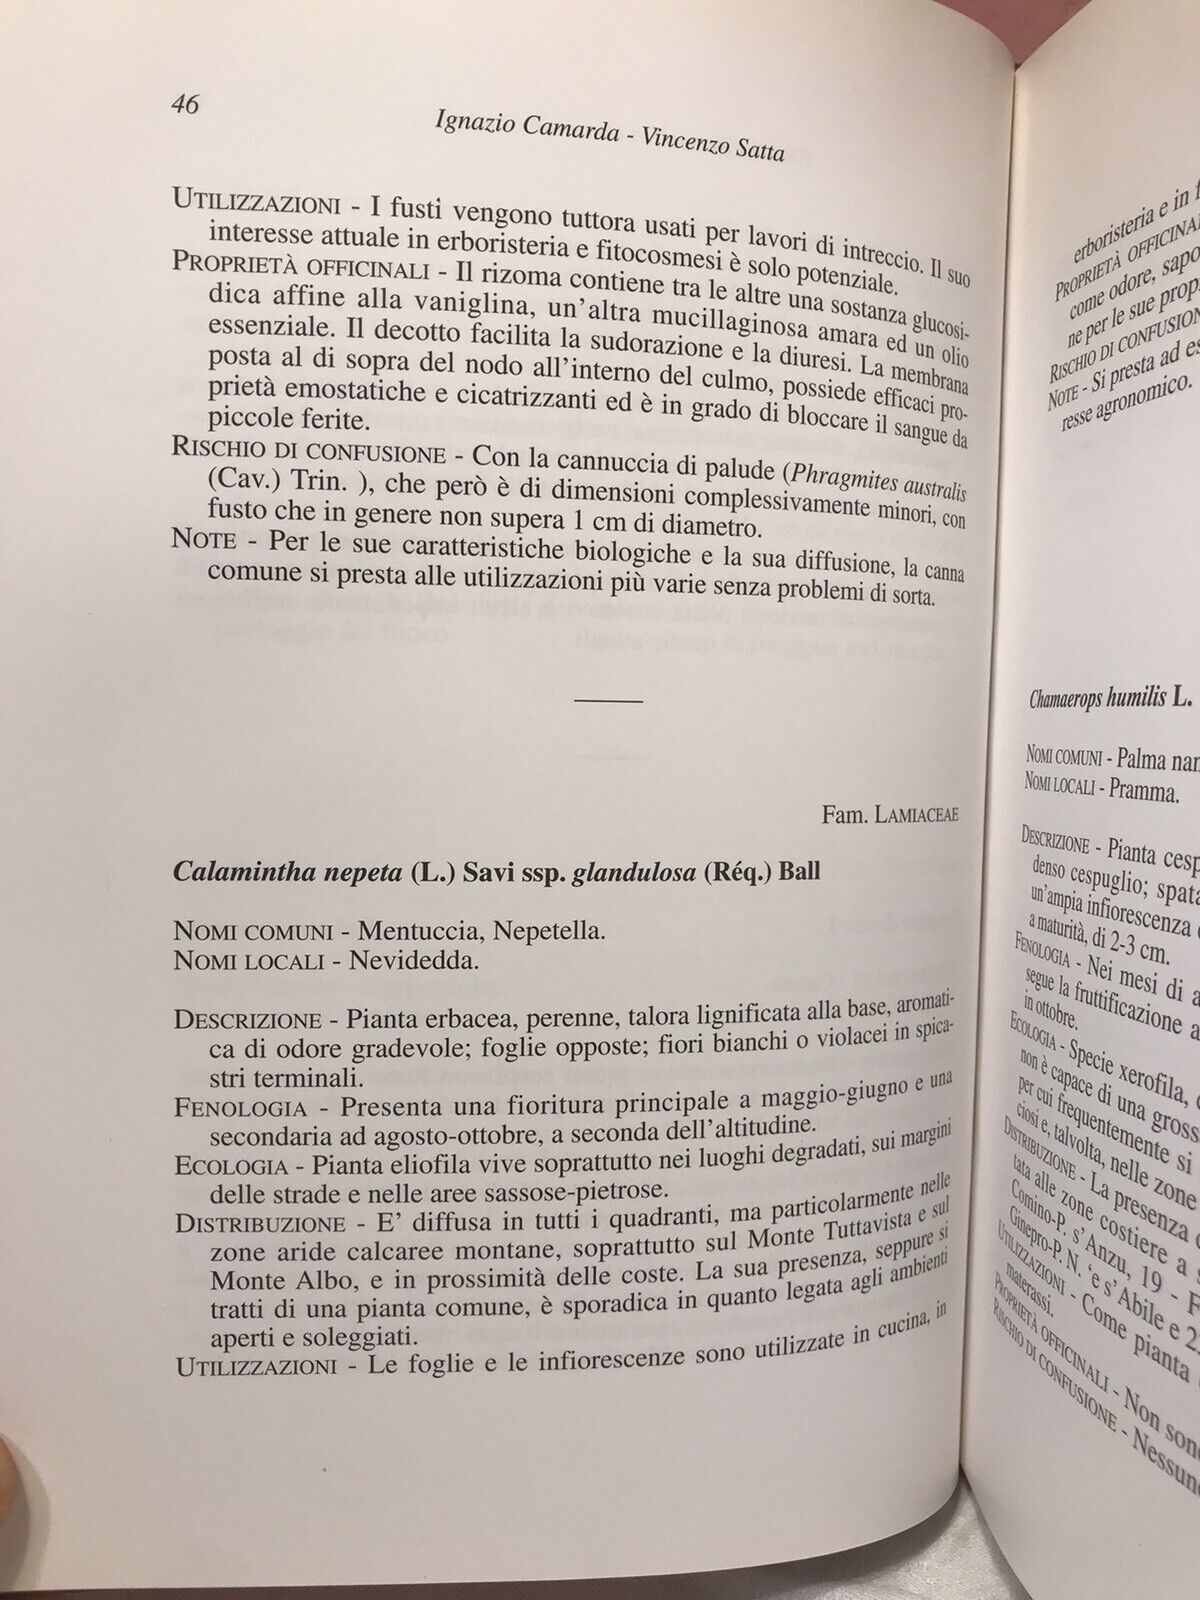 46
Ignazio Camarda - Vincenzo Satta
UTILIZZAZIONI - I fusti vengono tuttora usati per lavori di intreccio. Il suo
interesse attuale in erboristeria e fitocosmesi è solo potenziale.
PROPRIETÀ OFFICINALI - Il rizoma contiene tra le altre una sostanza glucosi-
dica affine alla vaniglina, un'altra mucillaginosa amara ed un olio
essenziale. Il decotto facilita la sudorazione e la diuresi. La membrana
posta al di sopra del nodo all'interno del culmo, possiede efficaci pro-
prietà emostatiche e cicatrizzanti ed è in grado di bloccare il sangue da
piccole ferite.
RISCHIO DI CONFUSIONE - Con la cannuccia di palude (Phragmites australis
(Cav.) Trin. ), che però è di dimensioni complessivamente minori, con
fusto che in genere non supera 1 cm di diametro.
NOTE - Per le sue caratteristiche biologiche e la sua diffusione, la canna
comune si presta alle utilizzazioni più varie senza problemi di sorta.
Fam. LAMIACEAE
Calamintha nepeta (L.) Savi ssp. glandulosa (Réq.) Ball
NOMI COMUNI - Mentuccia, Nepetella.
NOMI LOCALI - Nevidedda.
DESCRIZIONE - Pianta erbacea, perenne, talora lignificata alla base, aromati-
ca di odore gradevole; foglie opposte; fiori bianchi o violacei in spica-
stri terminali.
FENOLOGIA - Presenta una fioritura principale a maggio-giugno e una
secondaria ad agosto-ottobre, a seconda dell'altitudine.
ECOLOGIA - Pianta eliofila vive soprattutto nei luoghi degradati, sui margini
delle strade e nelle aree sassose-pietrose.
DISTRIBUZIONE - E' diffusa in tutti i quadranti, ma particolarmente nelle
zone aride calcaree montane, soprattutto sul Monte Tuttavista e sul
Monte Albo, e in prossimità delle coste. La sua presenza, seppure si
tratti di una pianta comune, è sporadica in quanto legata agli ambienti
aperti e soleggiati.
UTILIZZAZIONI - Le foglie e le infiorescenze sono utilizzate in cucina, in
erboristeria e in f
PROPRIETÀ OFFICINAL
come odore, sapo
ne per le sue prop
RISCHIO DI CONFUSION
NOTE - Si presta ad es
resse agronomico.
Chamaerops humilis L.
NOMI COMUNI - Palma nan
NOMI LOCALI - Pramma.
DESCRIZIONE - Pianta cesp
denso cespuglio; spata
un'ampia infiorescenza
a maturità, di 2-3 cm.
FENOLOGIA - Nei mesi di a
segue la fruttificazione a
in ottobre.
ECOLOGIA - Specie xerofila,
non è capace di una gross
per cui frequentemente si
ciosi e, talvolta, nelle zone
DISTRIBUZIONE - La presenza
tata alle zone costiere a s
Comino-P. s'Anzu, 19 - F
Ginepro-P. N. 'e s'Abile e 2
UTILIZZAZIONI - Come pianta
materassi.
PROPRIETÀ OFFICINALI - Non son
RISCHIO DI CONFUSIONE - Nessun